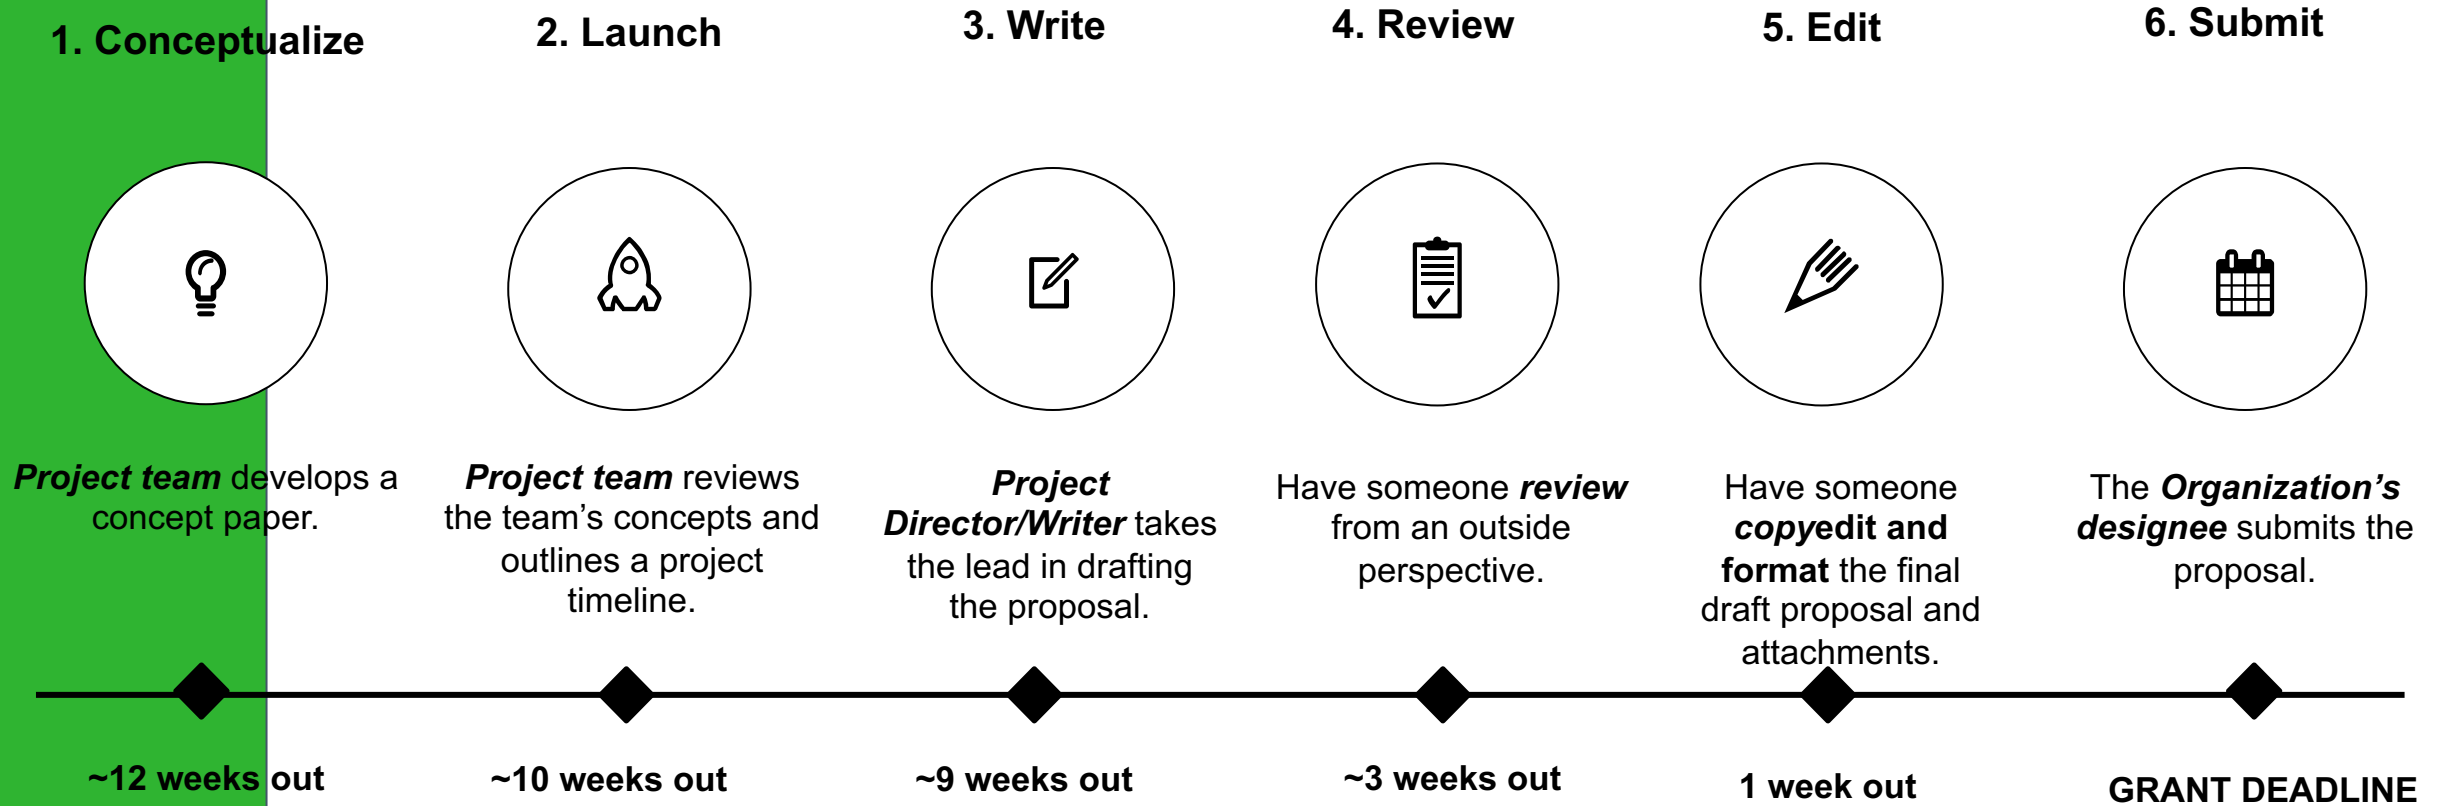 1. Conceptualize
2. Launch
3. Write
4. Review
5. Edit
6. Submit
Project team develops a
concept paper.
Project team reviews
the team's concepts and
outlines a project
timeline.
Project
Director/Writer takes
the lead in drafting
the proposal.
Have someone review
from an outside
perspective.
Have someone
copyedit and
format the final
draft proposal and
attachments.
The Organization’s
designee submits the
proposal.
~12 weeks out
~10 weeks out
~9 weeks out
~3 weeks out
1 week out
GRANT DEADLINE